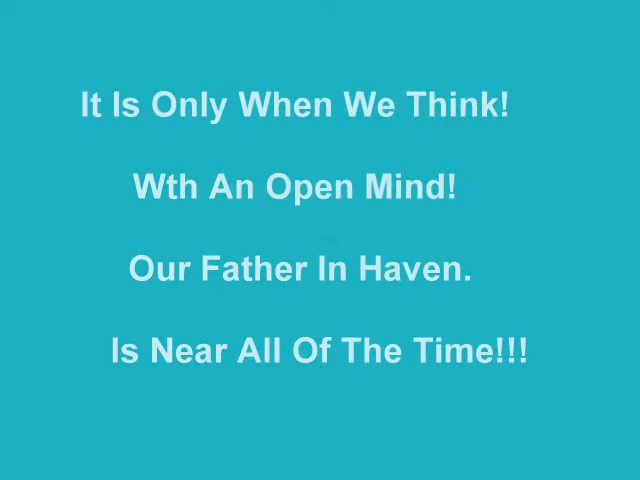 It Is Only When We Think!
Wth An Open Mind!
Our Father In Haven.
Is Near All Of The Time!!!